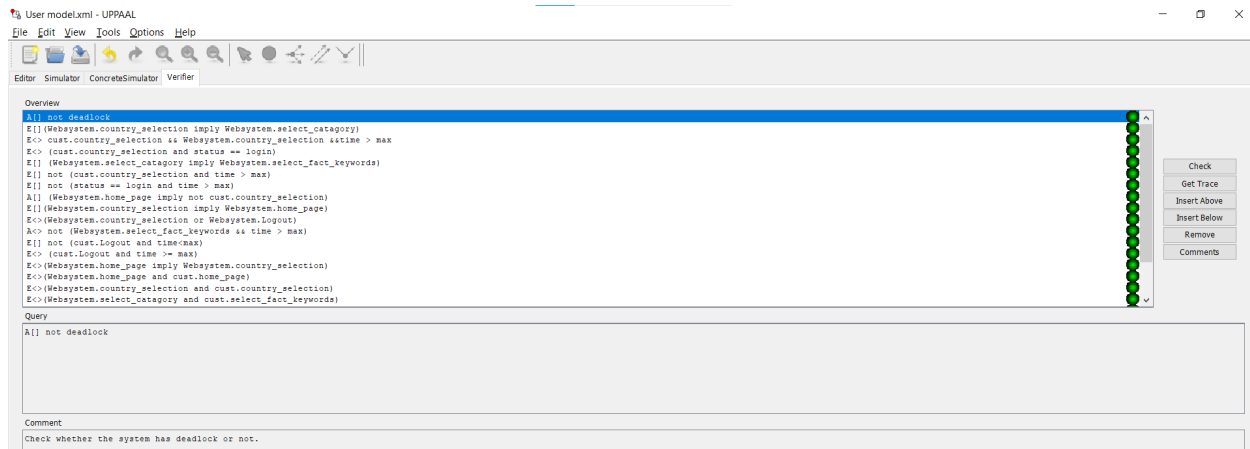 User model.xml - UPPAAL
File Edit View Tools Options Help
Editor Simulator ConcreteSimulator Verifier
Overview
A[] not deadlock
E[](Websystem.country_selection imply Websystem.select_catagory)
E<> cust.country_selection && Websystem.country_selection &&time > max
E<> (cust.country_selection and status == login)
E[] (Websystem.select_catagory imply Websystem.select_fact_keywords)
E[] not (cust.country_selection and time > max)
E[] not (status == login and time > max)
A[] (Websystem.home_page imply not cust.country_selection)
E[](Websystem.country_selection imply Websystem.home_page)
E<>(Websystem.country_selection or Websystem.Logout)
A<> not (Websystem.select_fact_keywords && time > max)
E[] not (cust.Logout and time<max)
E<> (cust.Logout and time >= max)
E<>(Websystem.home_page imply Websystem.country_selection)
E<>(Websystem.home_page and cust.home_page)
E<>(Websystem.country_selection and cust.country_selection)
E<>(Websystem.select_catagory and cust.select_fact_keywords)
Check
Get Trace
Insert Above
Insert Below
Remove
Comments
Query
A[] not deadlock
Comment
Check whether the system has deadlock or not.